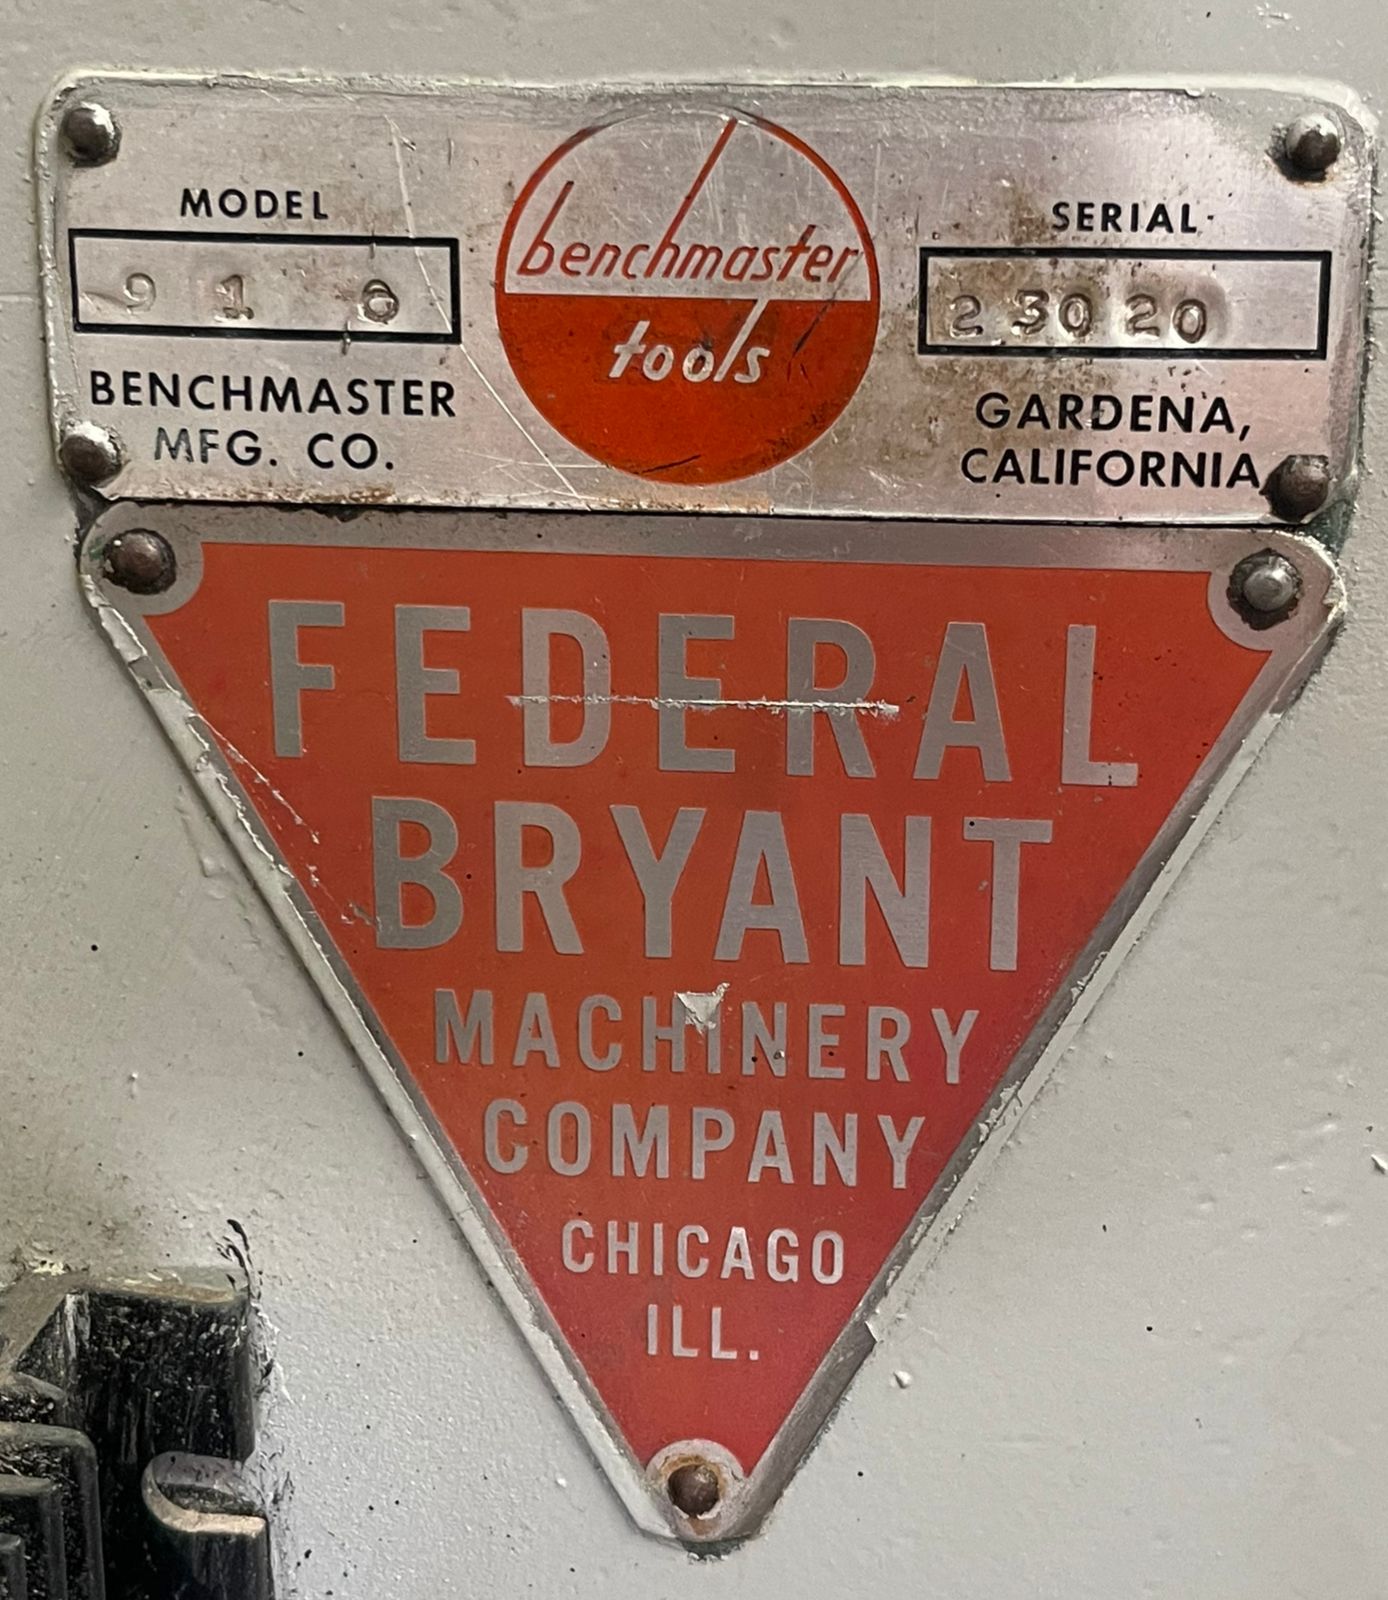 MODEL
9 1 6
BENCHMASTER
MFG. CO.
benchmaster
tools
SERIAL
2 30 20
GARDENA,
CALIFORNIA
FEDERAL
BRYANT
MACHINERY
COMPANY
CHICAGO
ILL.